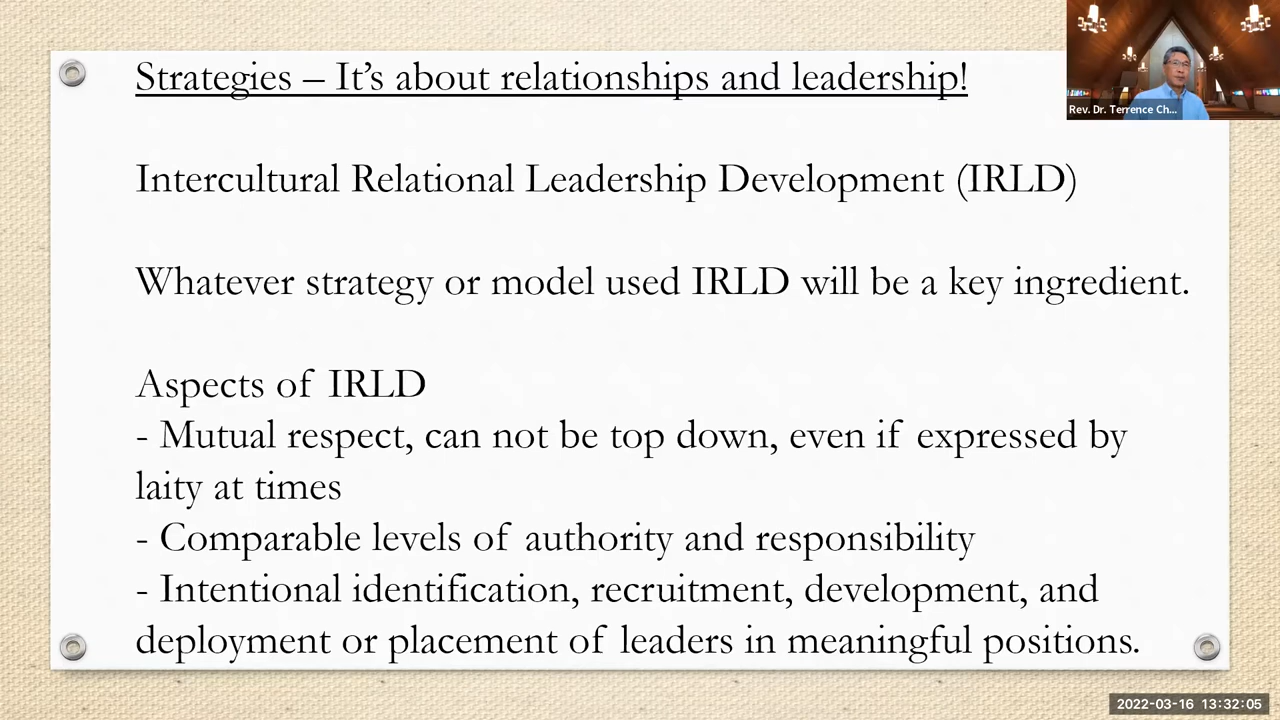 Strategies – It's about relationships and leadership!
Rev. Dr. Terrence Ch...
Intercultural Relational Leadership Development (IRLD)
Whatever strategy or model used IRLD will be a key ingredient.
Aspects of IRLD
- Mutual respect, can not be top down, even if expressed by
laity at times
- Comparable levels of authority and responsibility
- Intentional identification, recruitment, development, and
deployment or placement of leaders in meaningful positions.
2022-03-16 13:32:05